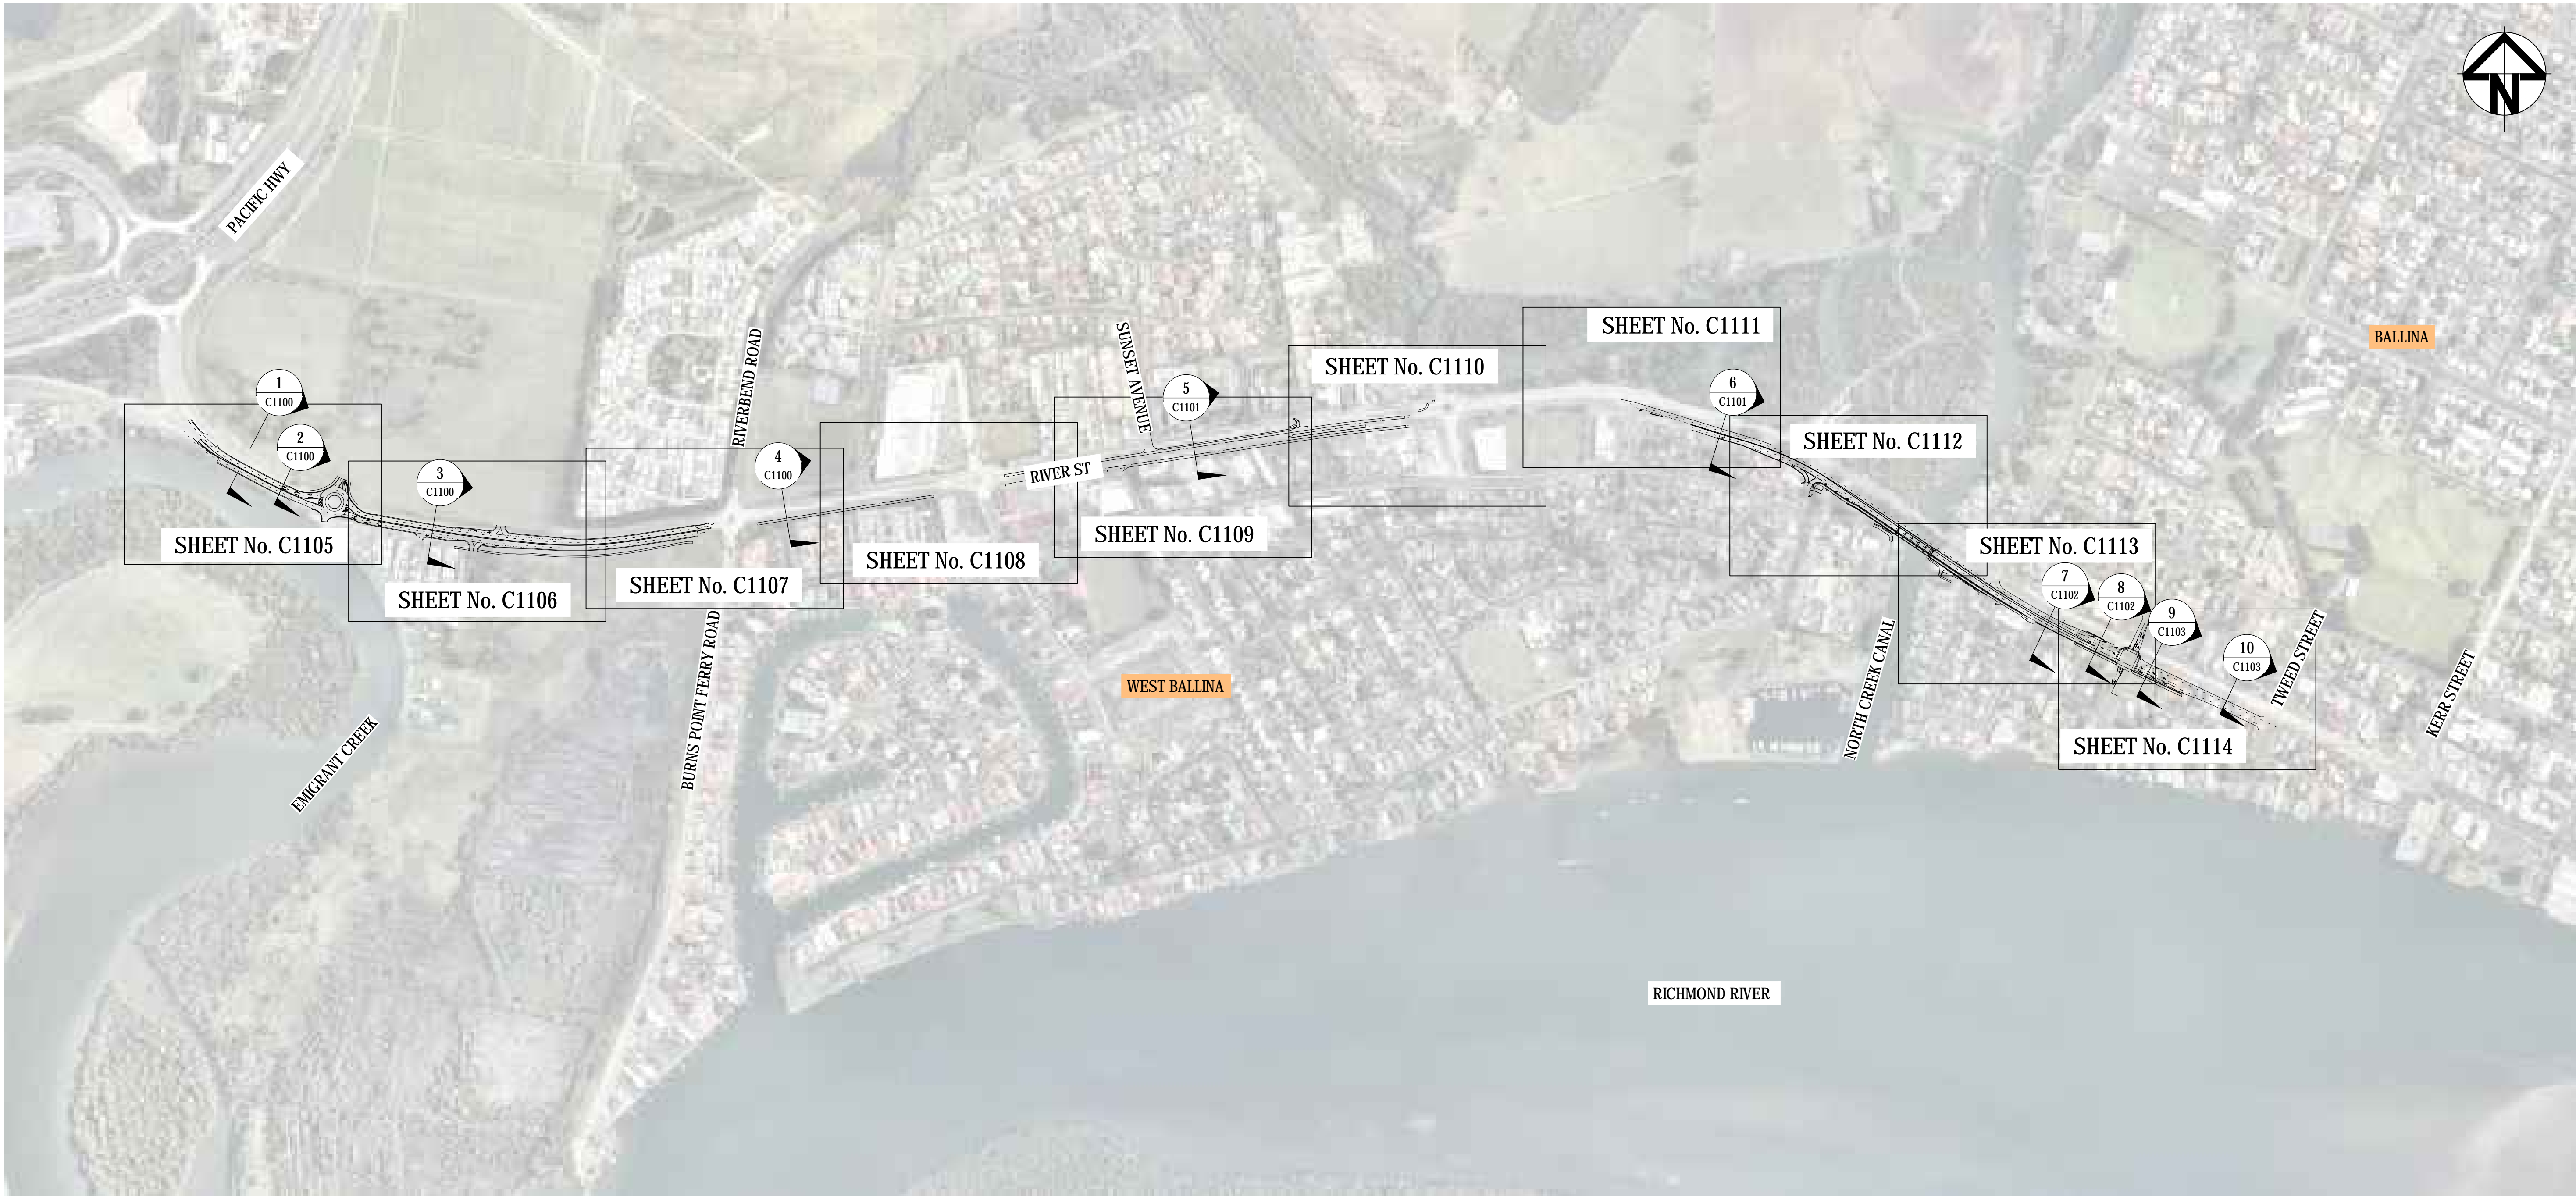 N
PACIFIC HWY
SHEET No. C1111
BALLINA
RIVERBEND ROAD
SUNSET AVENUE
SHEET No. C1110
1
C1100
5
C1101
6
C1101
2
C1100
SHEET No. C1112
3
C1100
4
C1100
RIVER ST
SHEET No. C1105
SHEET No. C1109
SHEET No. C1113
SHEET No. C1108
SHEET No. C1107
SHEET No. C1106
7
C1102
8
C1102
9
C1103
10
C1103
BURNS POINT FERRY ROAD
WEST BALLINA
NORTH CREEK CANAL
TWEED STREET
KERR STREET
SHEET No. C1114
EMIGRANT CREEK
RICHMOND RIVER